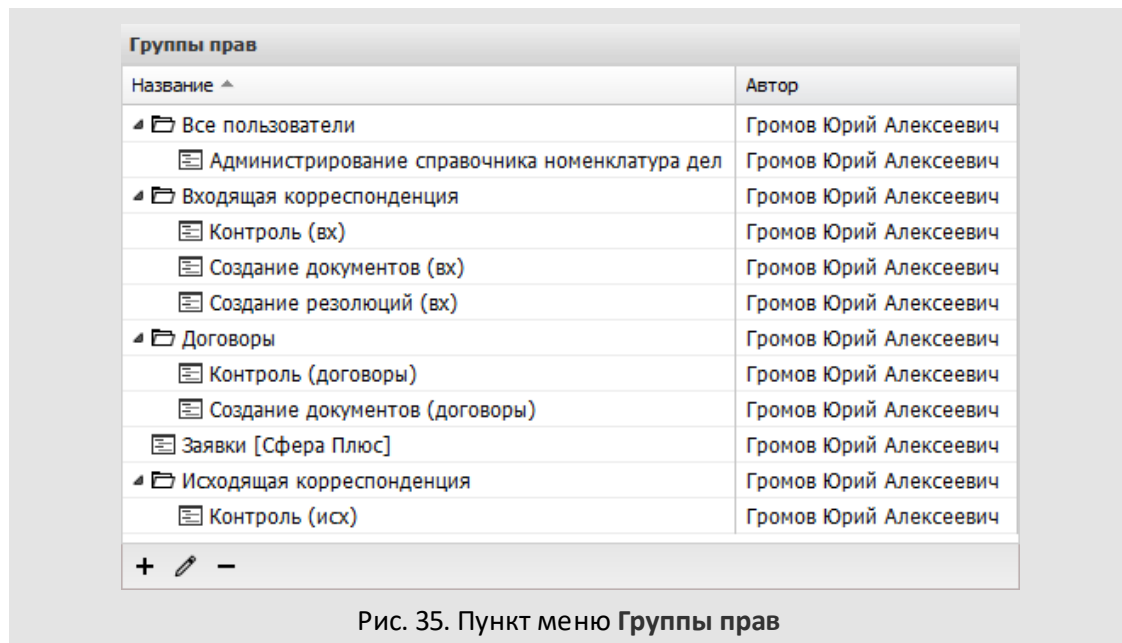 Группы прав
Название Автор
Все пользователи Громов Юрий Алексеевич
Администрирование справочника номенклатура дел Громов Юрий Алексеевич
Входящая корреспонденция Громов Юрий Алексеевич
Контроль (вх) Громов Юрий Алексеевич
Создание документов (вх) Громов Юрий Алексеевич
Создание резолюций (вх) Громов Юрий Алексеевич
Договоры Громов Юрий Алексеевич
Контроль (договоры) Громов Юрий Алексеевич
Создание документов (договоры) Громов Юрий Алексеевич
Заявки [Сфера Плюс] Громов Юрий Алексеевич
Исходящая корреспонденция Громов Юрий Алексеевич
Контроль (исх) Громов Юрий Алексеевич
Рис. 35. Пункт меню Группы прав